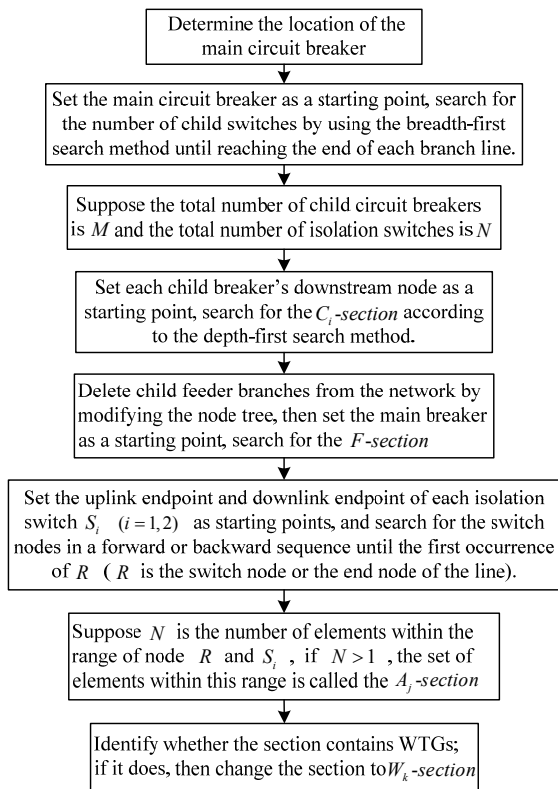 Determine the location of
the main circuit breaker
Set the main circuit breaker as a starting point, search for
the number of child switches by using the breadth-first
search method until reaching the end of each branch line.
Suppose the total number of child circuit breakers
is M and the total number of isolation switches is N
Set each child breaker's downstream node as a
starting point, search for the C_i-section according
to the depth-first search method.
Delete child feeder branches from the network by
modifying the node tree, then set the main breaker
as a starting point, search for the F-section
Set the uplink endpoint and downlink endpoint of each isolation
switch S_i (i=1,2) as starting points, and search for the switch
nodes in a forward or backward sequence until the first occurrence
of R ( R is the switch node or the end node of the line).
Suppose N is the number of elements within the
range of node R and S_i , if N>1 , the set of
elements within this range is called the A_j-section
Identify whether the section contains WTGs;
if it does, then change the section to W_k-section